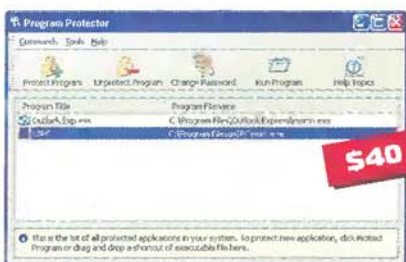 Program Protector
Commands Tools Help
Protect Program Unprotect Program Change Password Run Program Help Topics
Program Title Program Filename
Outlook Exp C:\Program Files\Outlook Express\msimn.exe
C:\Program Files
$40
This is the list of all protected applications in your system. To protect new application, click Protect
Program or drag and drop a shortcut of executable file here.